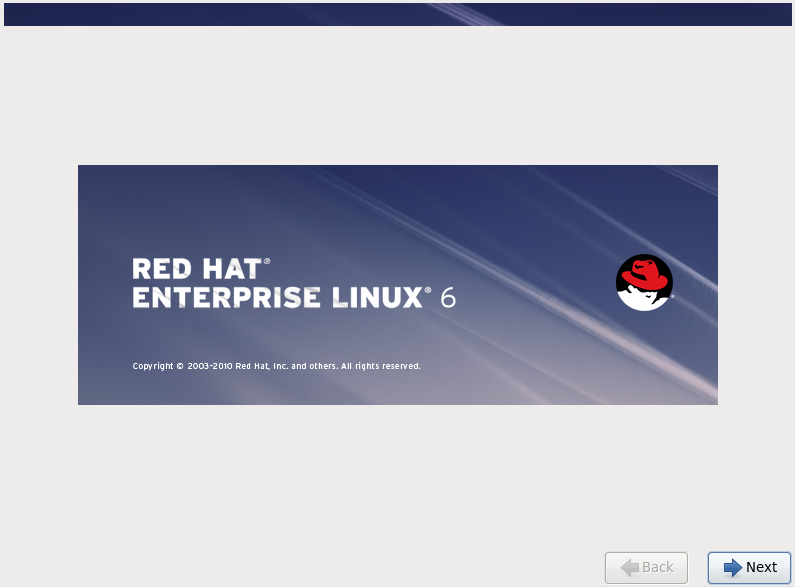 RED HAT®
ENTERPRISE LINUX® 6
Copyright © 2003-2010 Red Hat, Inc. and others. All rights reserved.
Back
Next